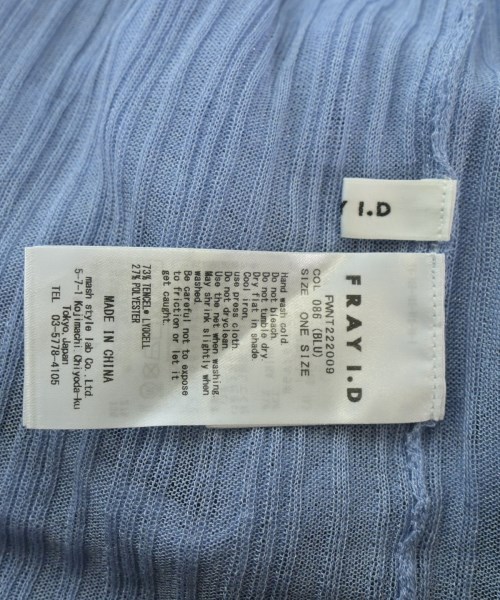 Y I.D
FRAY I.D
FWNT222009
COL 086 (BLU)
SIZE ONE SIZE
Hand wash cold.
Do not bleach.
Do not tumble dry.
Dry flat in shade
Cool iron.
use press cloth.
Do not dryclean.
Use the net when washing.
May shrink slightly when
washed.
Be careful not to expose
to friction or let it
get caught.
73% TENCEL™ LYOCELL
27% POLYESTER
MADE IN CHINA
mash style lab Co. Ltd.
5-7-1 Kojimachi, Chiyoda-ku
Tokyo Japan
TEL 03-5778-4105